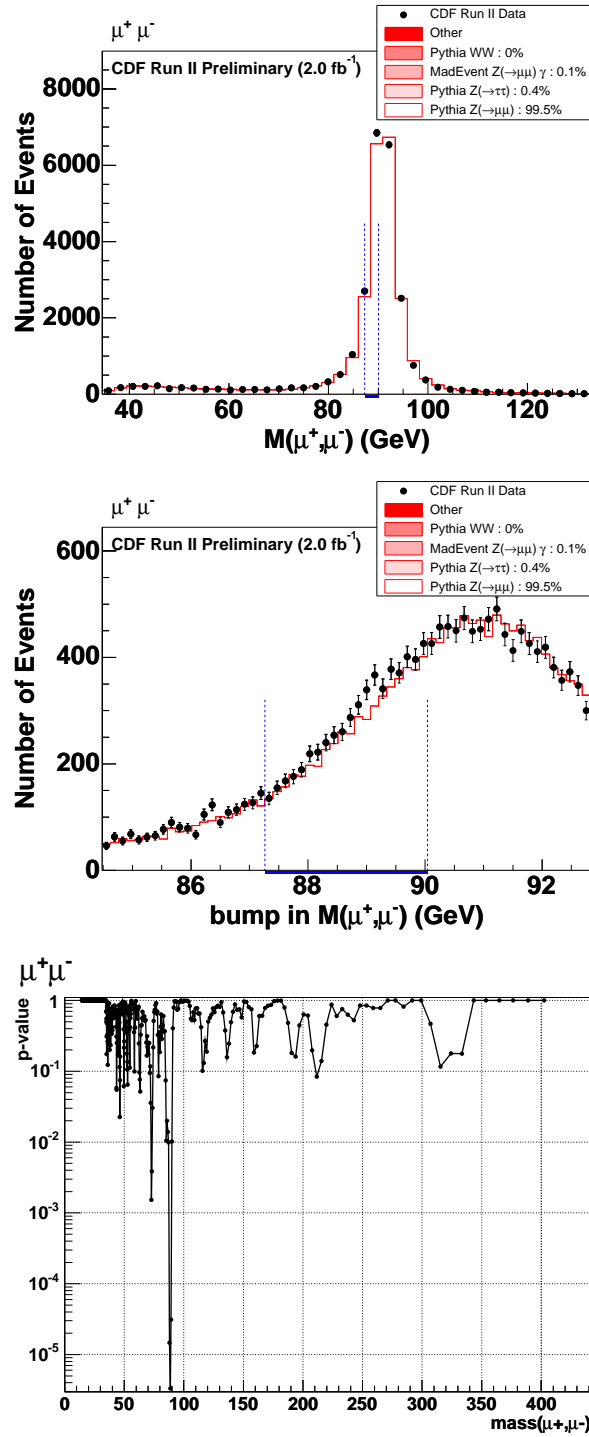 μ⁺ μ⁻
CDF Run II Preliminary (2.0 fb⁻¹)
CDF Run II Data
Other
Pythia WW : 0%
MadEvent Z(→μμ) γ : 0.1%
Pythia Z(→ττ) : 0.4%
Pythia Z(→μμ) : 99.5%
Number of Events
8000
6000
4000
2000
0
40 60 80 100 120
M(μ⁺,μ⁻) (GeV)
μ⁺ μ⁻
CDF Run II Preliminary (2.0 fb⁻¹)
CDF Run II Data
Other
Pythia WW : 0%
MadEvent Z(→μμ) γ : 0.1%
Pythia Z(→ττ) : 0.4%
Pythia Z(→μμ) : 99.5%
Number of Events
600
400
200
0
86 88 90 92
bump in M(μ⁺,μ⁻) (GeV)
μ⁺μ⁻
p-value
1
10⁻¹
10⁻²
10⁻³
10⁻⁴
10⁻⁵
0 50 100 150 200 250 300 350 400
mass(μ+,μ-)